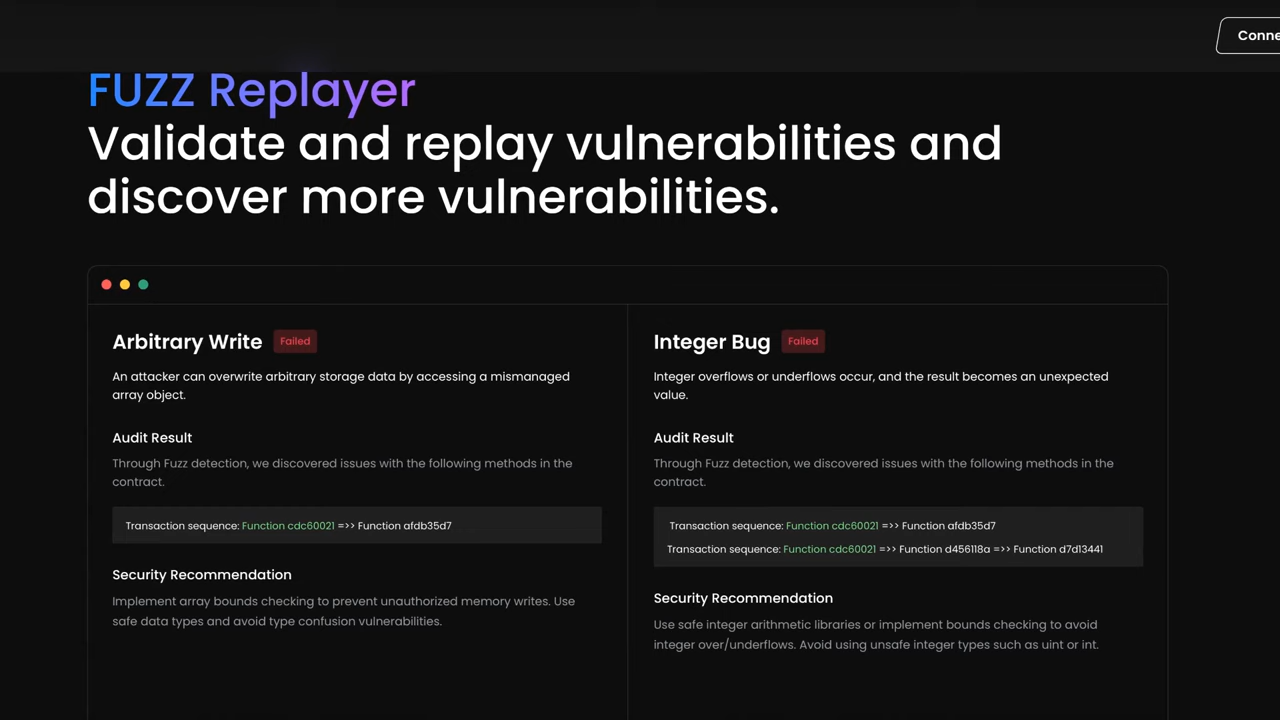 Conne
FUZZ Replayer
Validate and replay vulnerabilities and
discover more vulnerabilities.
Arbitrary Write Failed
An attacker can overwrite arbitrary storage data by accessing a mismanaged
array object.
Audit Result
Through Fuzz detection, we discovered issues with the following methods in the
contract.
Transaction sequence: Function cdc60021 =>> Function afdb35d7
Security Recommendation
Implement array bounds checking to prevent unauthorized memory writes. Use
safe data types and avoid type confusion vulnerabilities.
Integer Bug Failed
Integer overflows or underflows occur, and the result becomes an unexpected
value.
Audit Result
Through Fuzz detection, we discovered issues with the following methods in the
contract.
Transaction sequence: Function cdc60021 =>> Function afdb35d7
Transaction sequence: Function cdc60021 =>> Function d456118a =>> Function d7d13441
Security Recommendation
Use safe integer arithmetic libraries or implement bounds checking to avoid
integer over/underflows. Avoid using unsafe integer types such as uint or int.